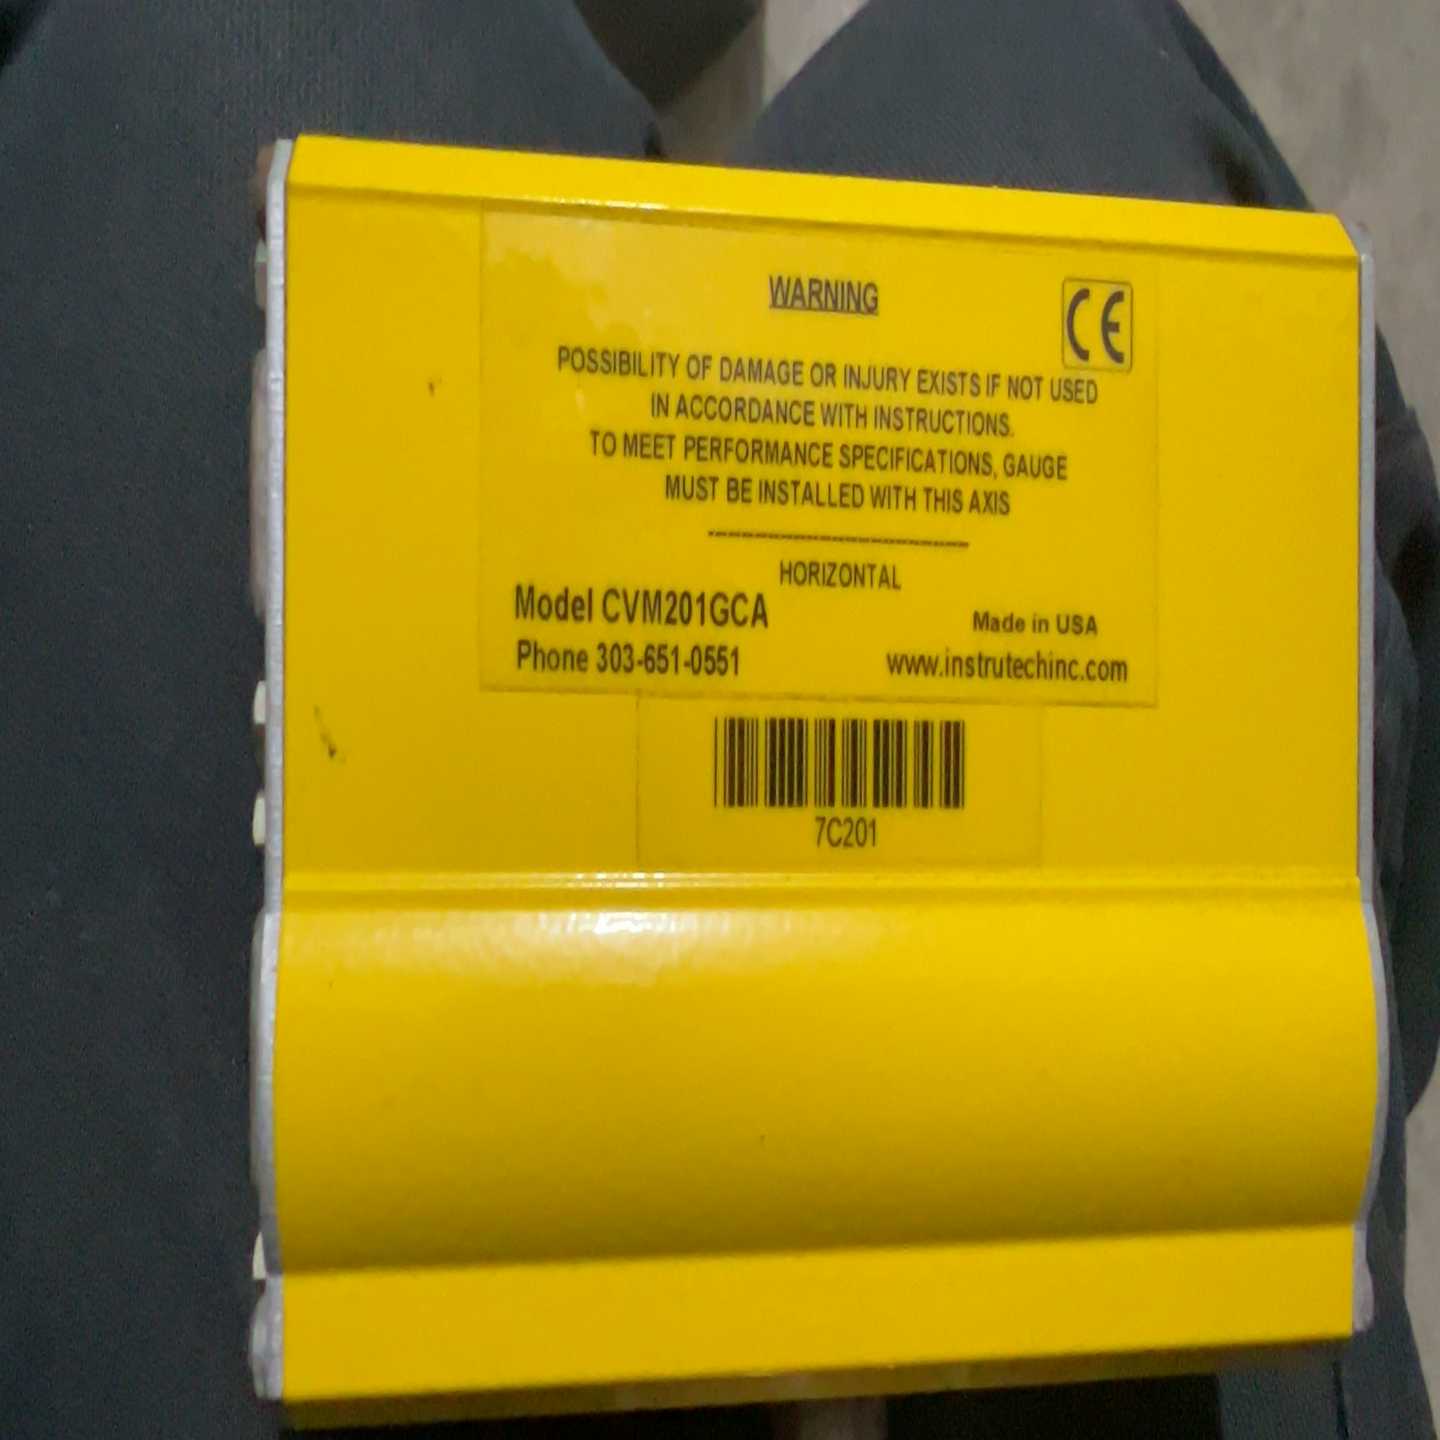 WARNING
CE
POSSIBILITY OF DAMAGE OR INJURY EXISTS IF NOT USED
IN ACCORDANCE WITH INSTRUCTIONS.
TO MEET PERFORMANCE SPECIFICATIONS, GAUGE
MUST BE INSTALLED WITH THIS AXIS
--------------------------
HORIZONTAL
Model CVM201GCA
Made in USA
Phone 303-651-0551
www.instrutechinc.com
7C201